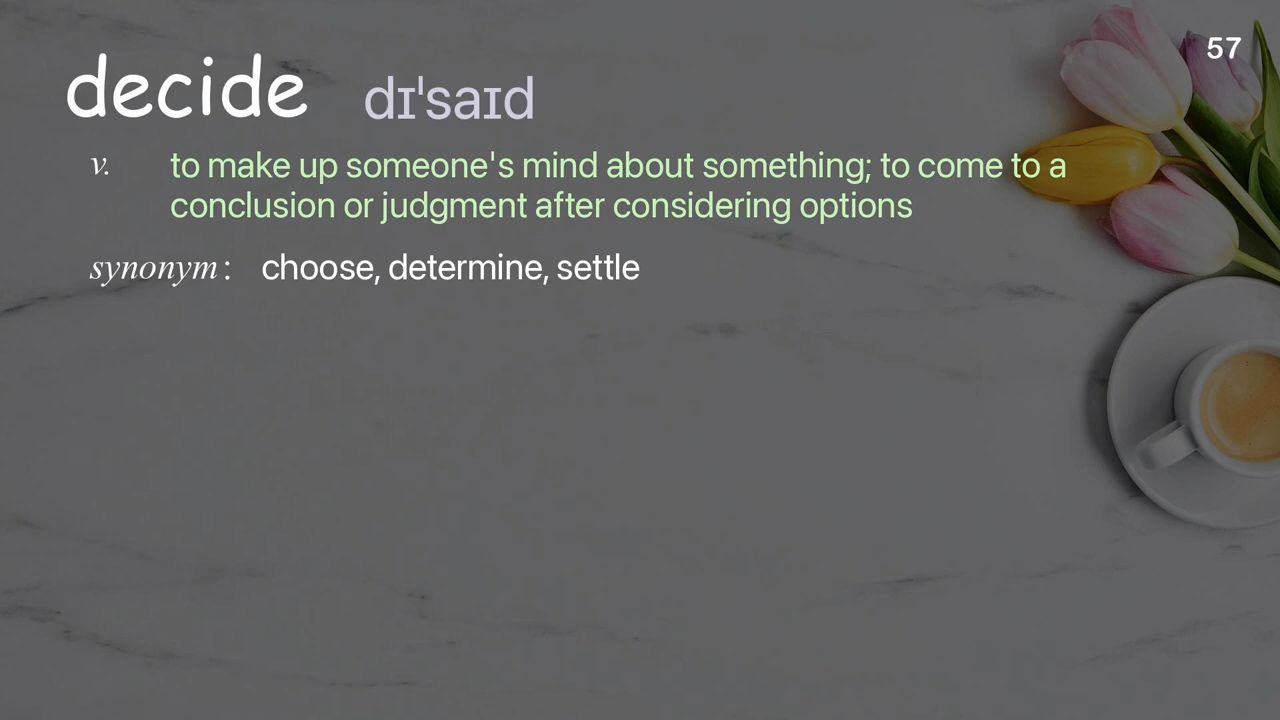 57
decide dɪˈsaɪd
v. to make up someone's mind about something; to come to a
conclusion or judgment after considering options
synonym: choose, determine, settle